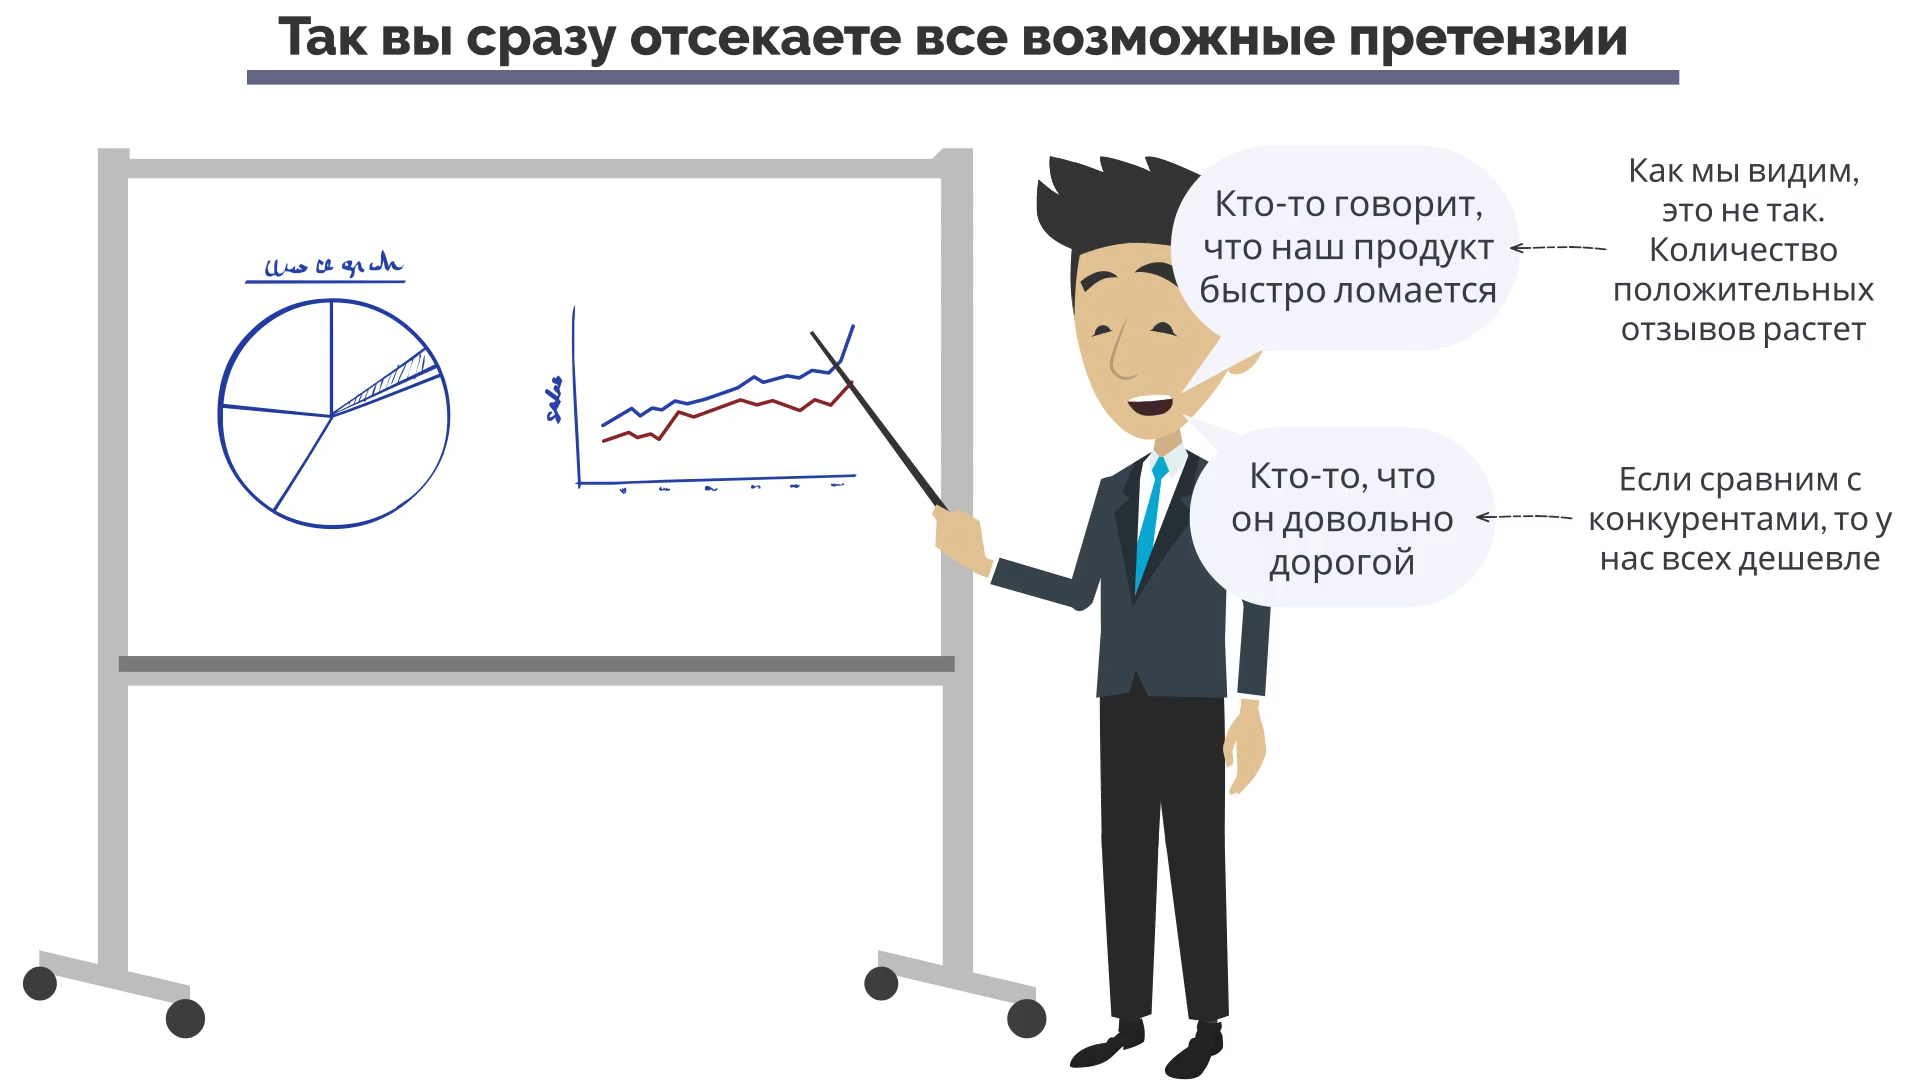 Так вы сразу отсекаете все возможные претензии
Кто-то говорит,
что наш продукт
быстро ломается
Как мы видим,
это не так.
Количество
положительных
отзывов растет
Кто-то, что
он довольно
дорогой
Если сравним с
конкурентами, то у
нас всех дешевле
sales